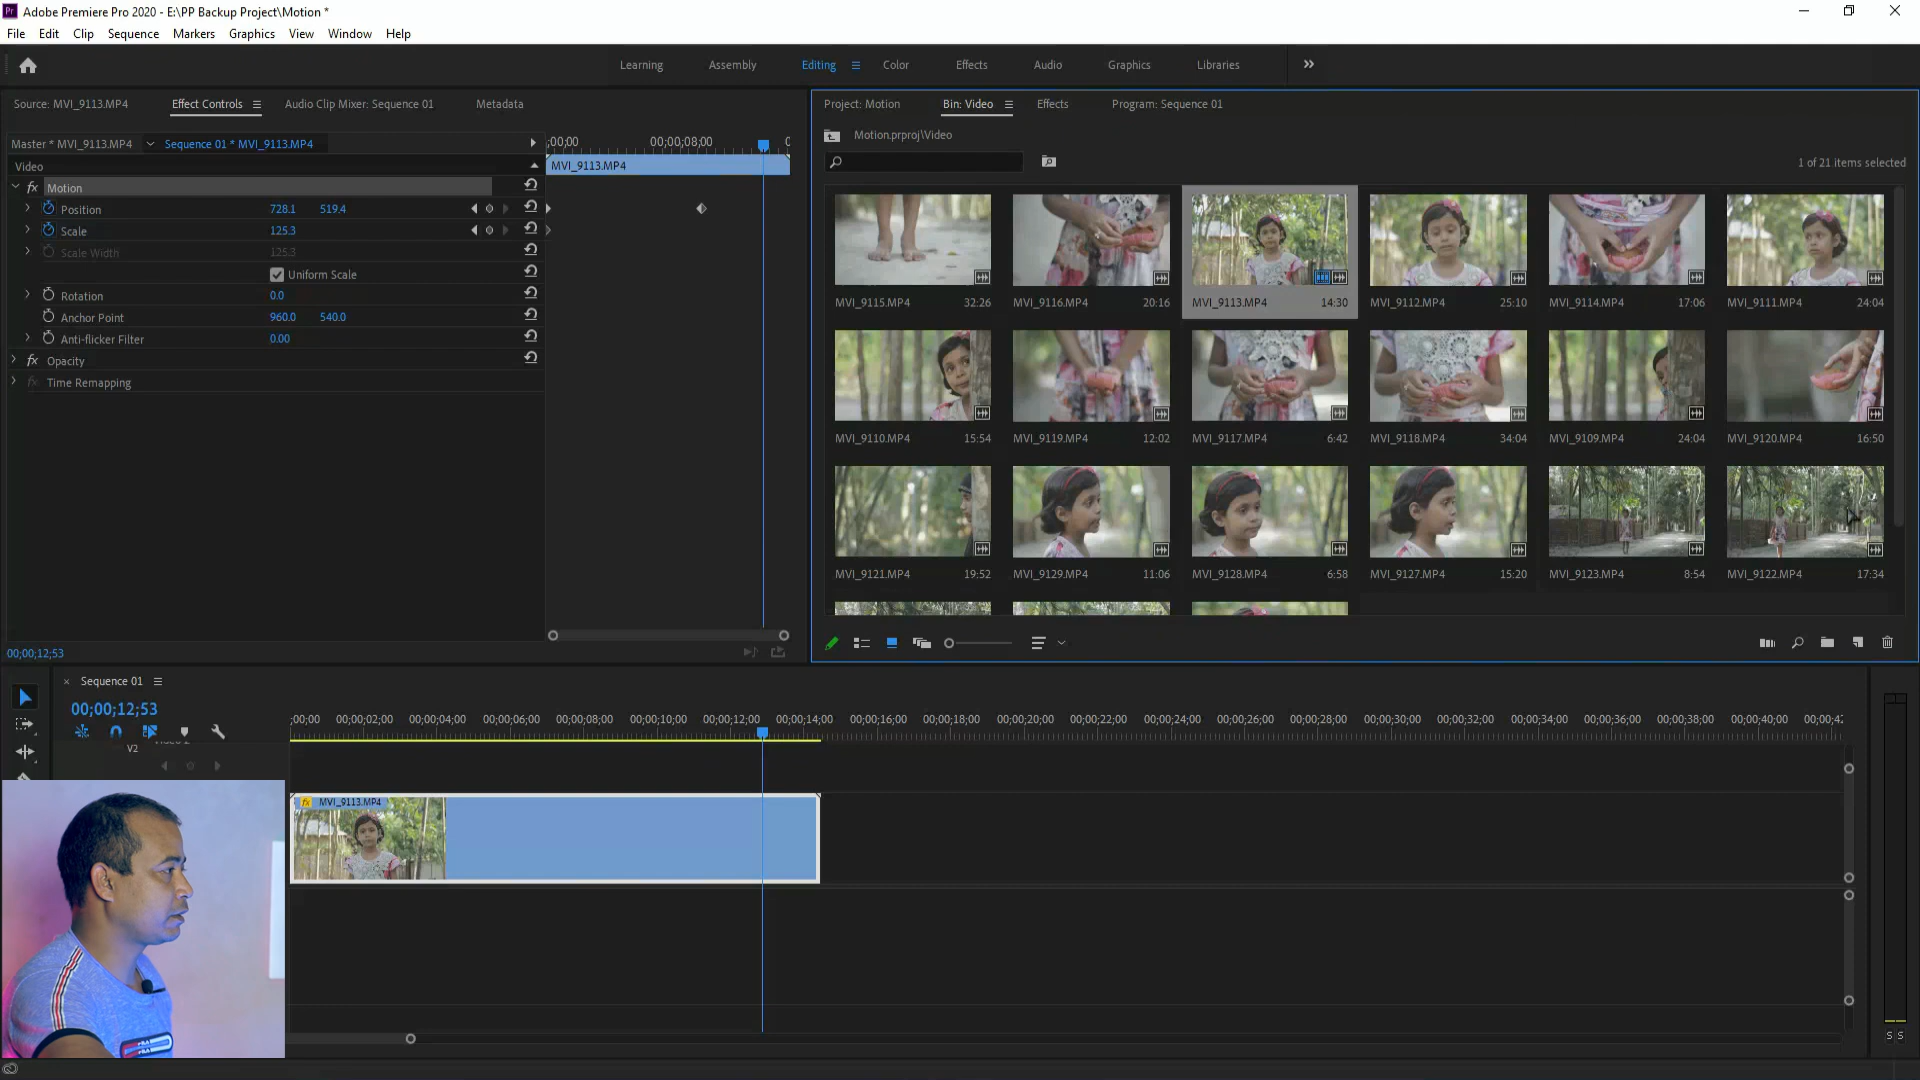 Adobe Premiere Pro 2020 - E:\PP Backup Project\Motion *
File Edit Clip Sequence Markers Graphics View Window Help
Learning Assembly Editing Color Effects Audio Graphics Libraries
Source: MVI_9113.MP4 Effect Controls Audio Clip Mixer: Sequence 01 Metadata
Master * MVI_9113.MP4 Sequence 01 * MVI_9113.MP4
;00;00 00;00;08;00
Video
MVI_9113.MP4
fx Motion
Position 728.1 519.4
Scale 125.3
Scale Width 125.3
Uniform Scale
Rotation 0.0
Anchor Point 960.0 540.0
Anti-flicker Filter 0.00
fx Opacity
fx Time Remapping
00;00;12;53
Project: Motion Bin: Video Effects Program: Sequence 01
Motion.prproj\Video
1 of 21 items selected
MVI_9115.MP4 32:26 MVI_9116.MP4 20:16 MVI_9113.MP4 14:30 MVI_9112.MP4 25:10 MVI_9114.MP4 17:06 MVI_9111.MP4 24:04
MVI_9110.MP4 15:54 MVI_9119.MP4 12:02 MVI_9117.MP4 6:42 MVI_9118.MP4 34:04 MVI_9109.MP4 24:04 MVI_9120.MP4 16:50
MVI_9121.MP4 19:52 MVI_9129.MP4 11:06 MVI_9128.MP4 6:58 MVI_9127.MP4 15:20 MVI_9123.MP4 8:54 MVI_9122.MP4 17:34
Sequence 01
00;00;12;53
;00;00 00;00;02;00 00;00;04;00 00;00;06;00 00;00;08;00 00;00;10;00 00;00;12;00 00;00;14;00 00;00;16;00 00;00;18;00 00;00;20;00 00;00;22;00 00;00;24;00 00;00;26;00 00;00;28;00 00;00;30;00 00;00;32;00 00;00;34;00 00;00;36;00 00;00;38;00 00;00;40;00 00;00;42
V2
fx MVI_9113.MP4
S S